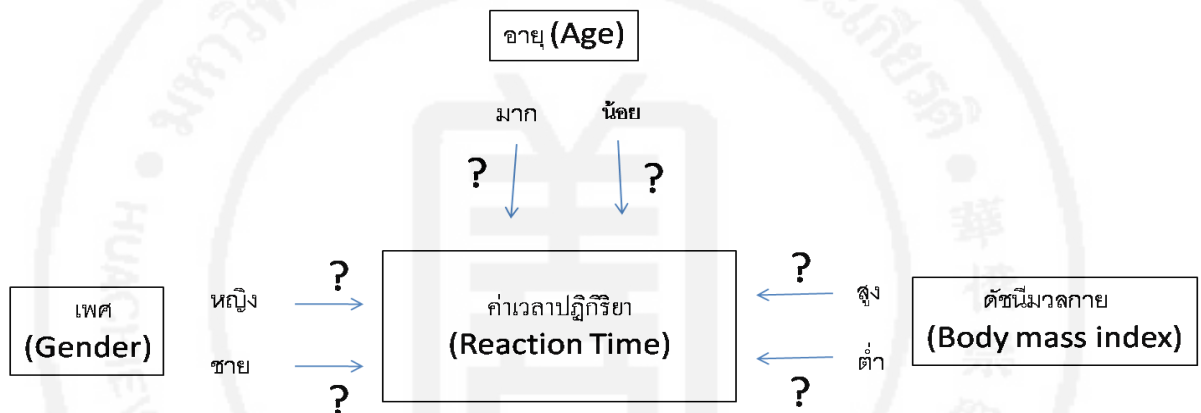 อายุ (Age)
มาก
น้อย
?
?
เพศ
(Gender)
หญิง
?
ชาย
?
ค่าเวลาปฏิกิริยา
(Reaction Time)
?
สูง
ต่ำ
?
ดัชนีมวลกาย
(Body mass index)